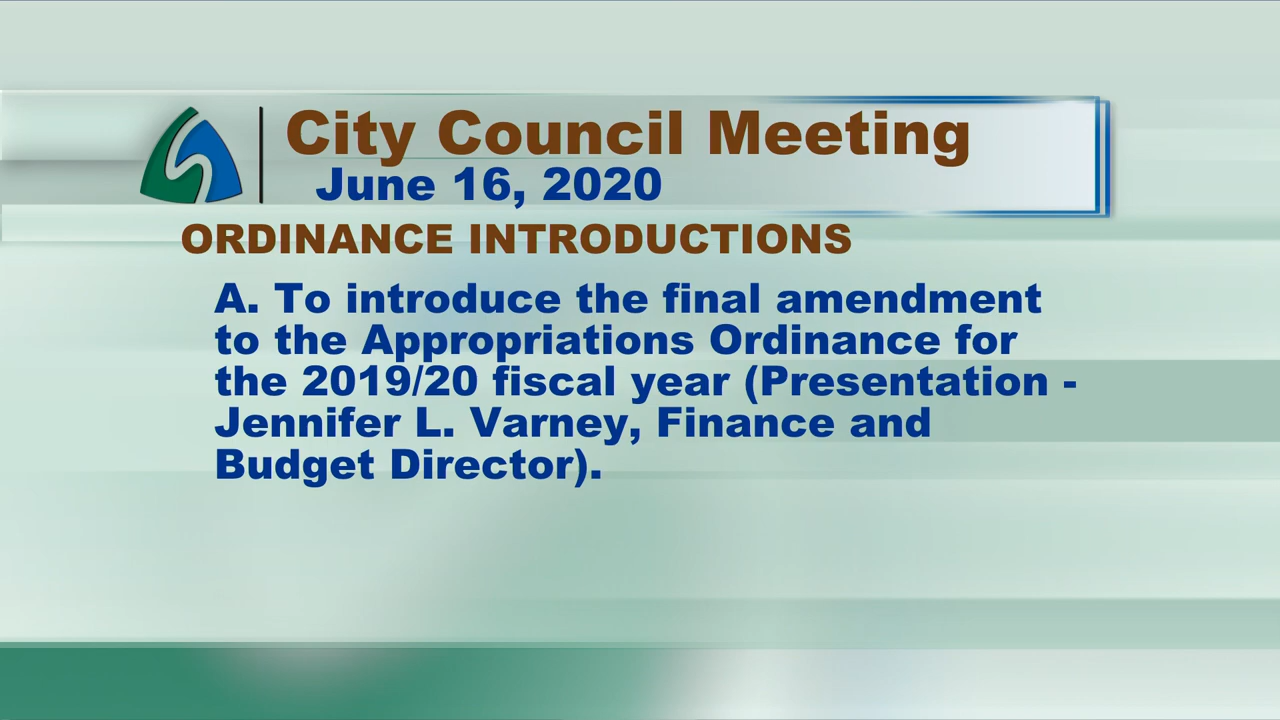 City Council Meeting
June 16, 2020
ORDINANCE INTRODUCTIONS
A. To introduce the final amendment
to the Appropriations Ordinance for
the 2019/20 fiscal year (Presentation -
Jennifer L. Varney, Finance and
Budget Director).